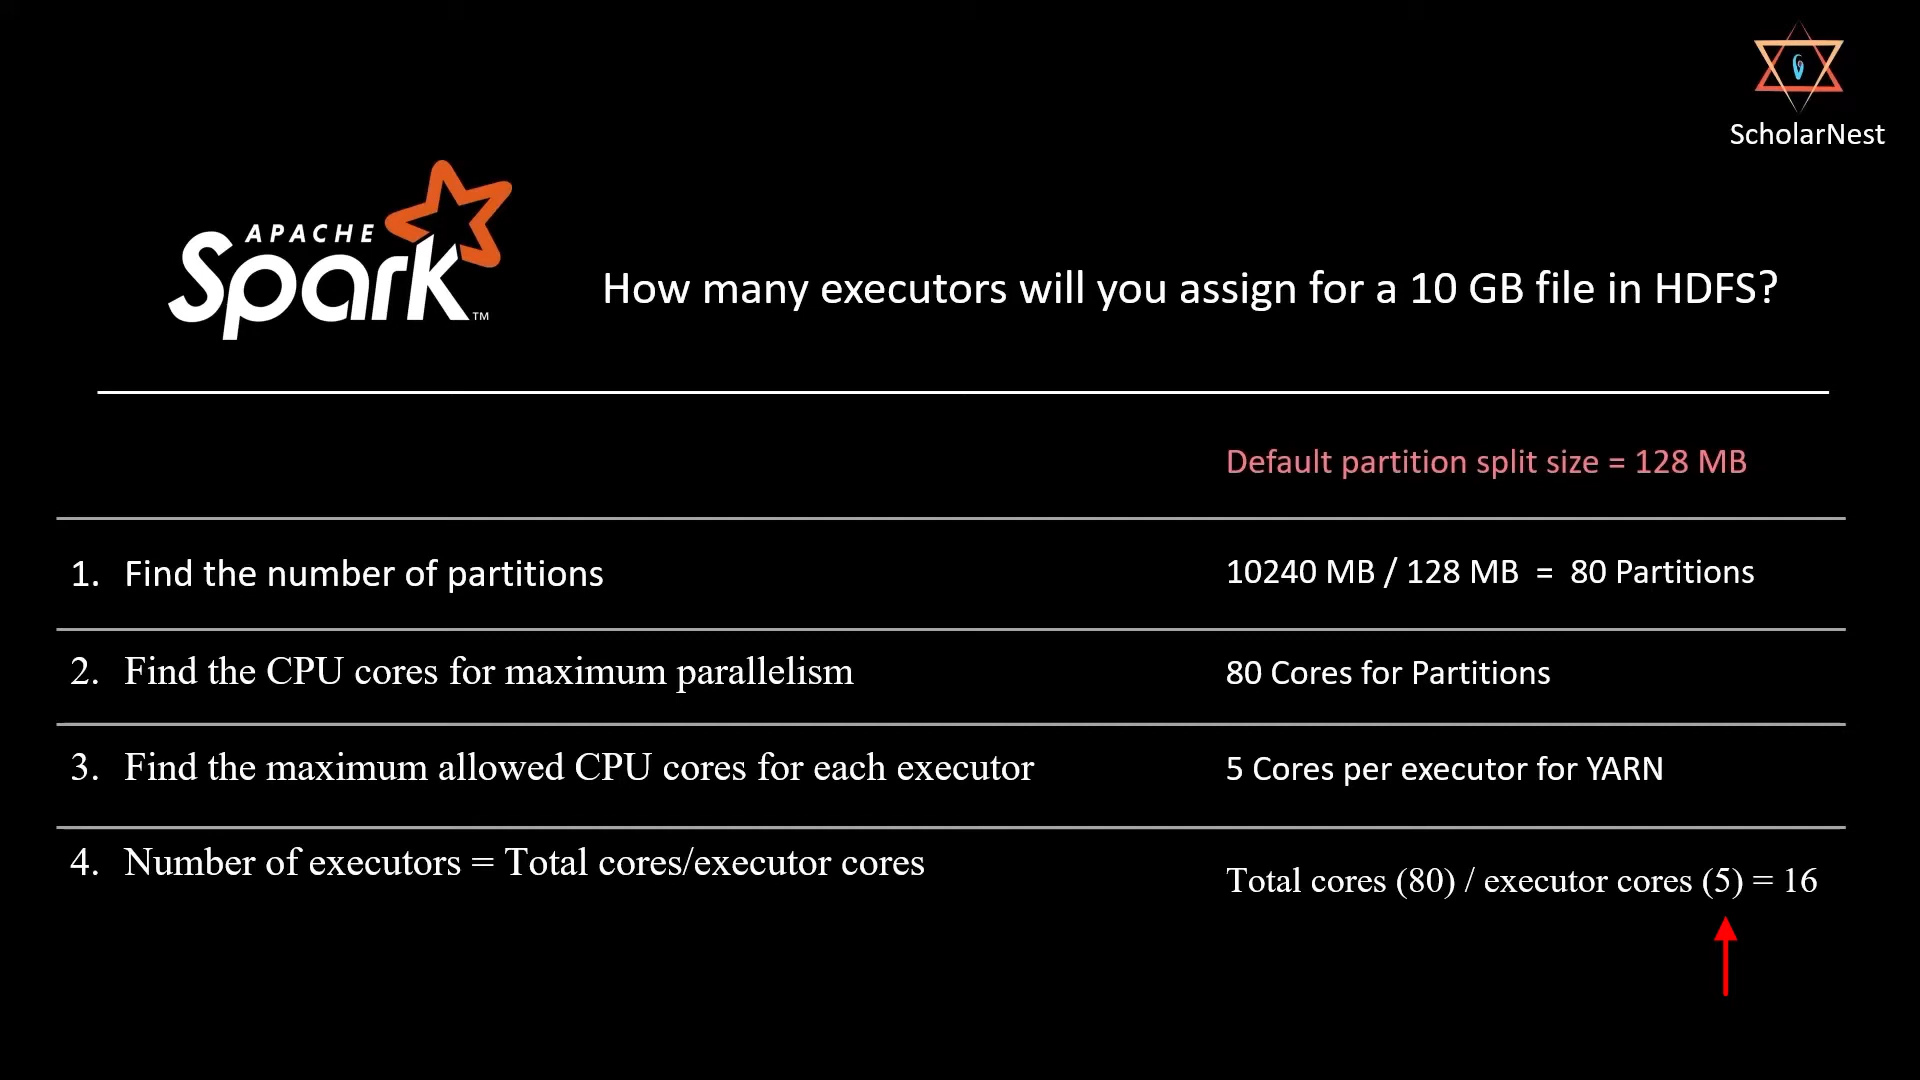 ScholarNest
APACHE
Spark™
How many executors will you assign for a 10 GB file in HDFS?
Default partition split size = 128 MB
1. Find the number of partitions
10240 MB / 128 MB = 80 Partitions
2. Find the CPU cores for maximum parallelism
80 Cores for Partitions
3. Find the maximum allowed CPU cores for each executor
5 Cores per executor for YARN
4. Number of executors = Total cores/executor cores
Total cores (80) / executor cores (5) = 16